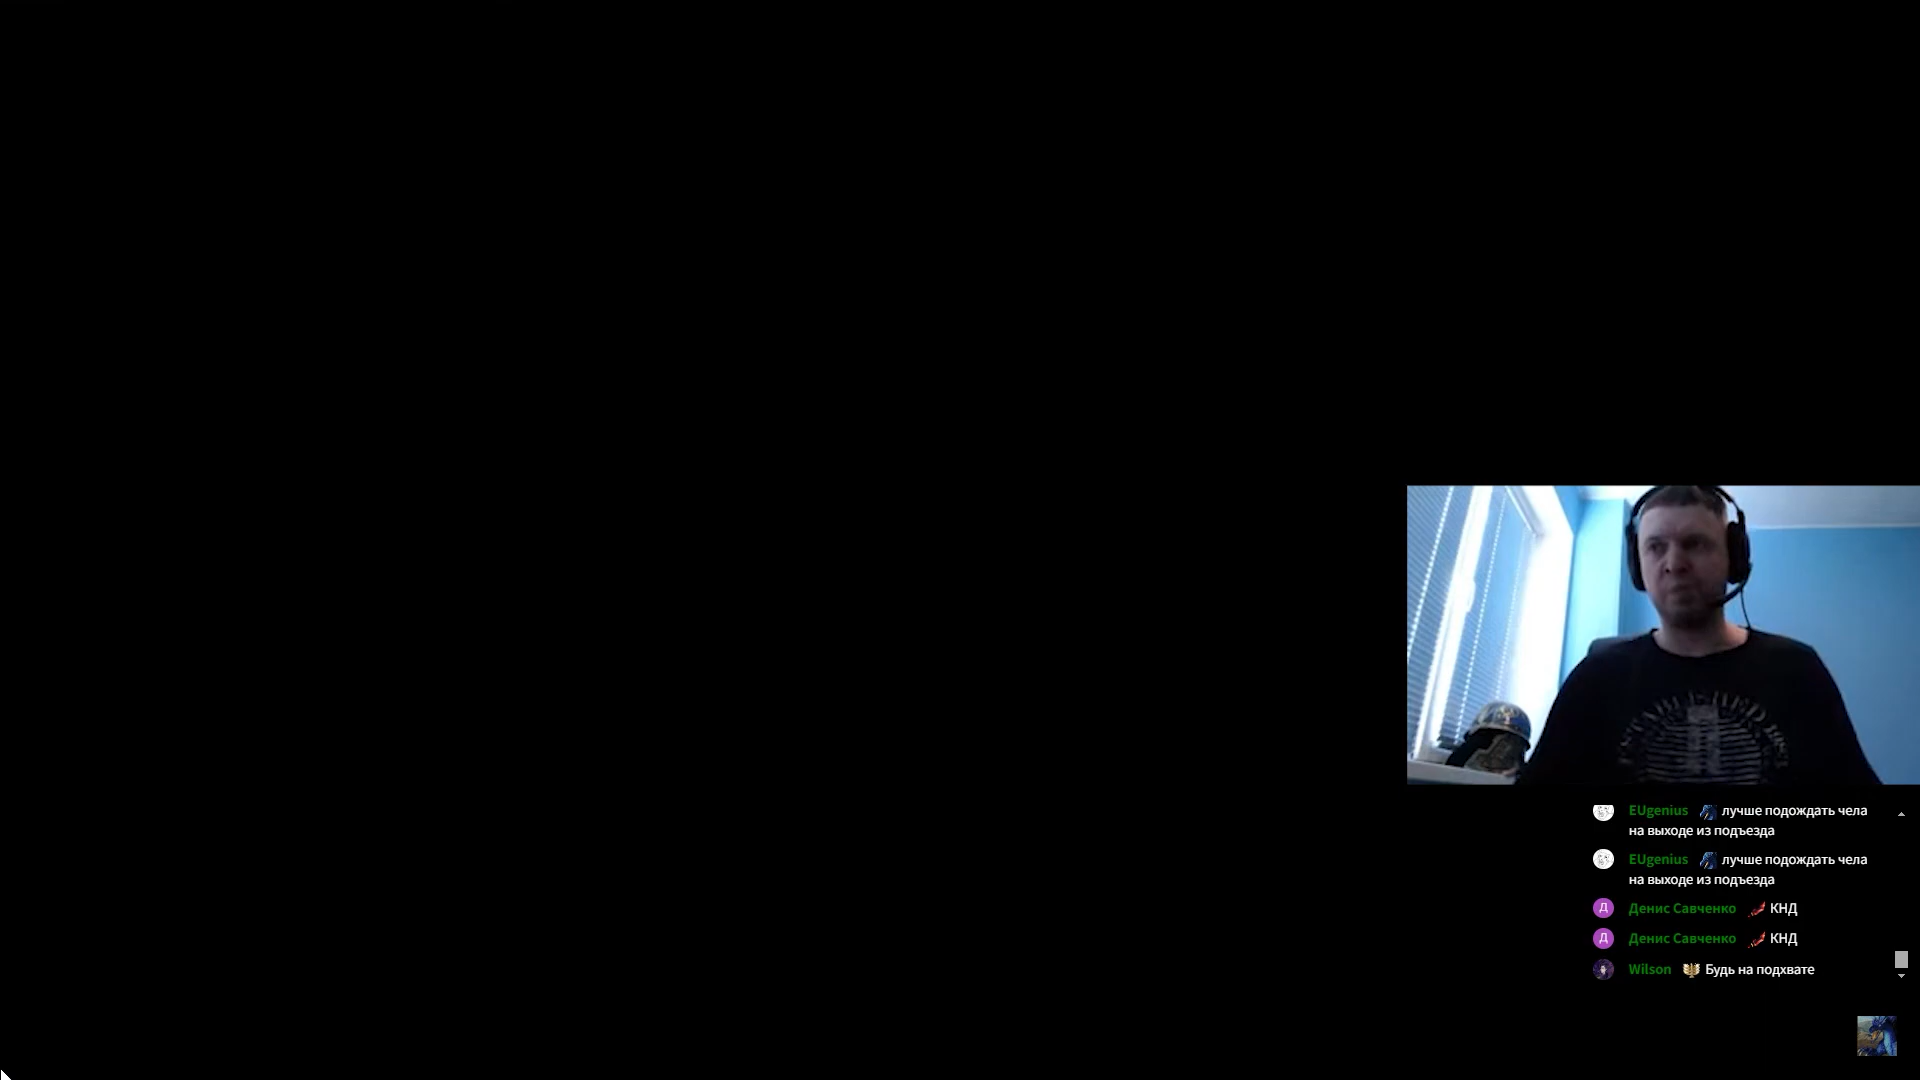 EUgenius лучше подождать чела
на выходе из подъезда
EUgenius лучше подождать чела
на выходе из подъезда
Денис Савченко КНД
Денис Савченко КНД
Wilson Будь на подхвате